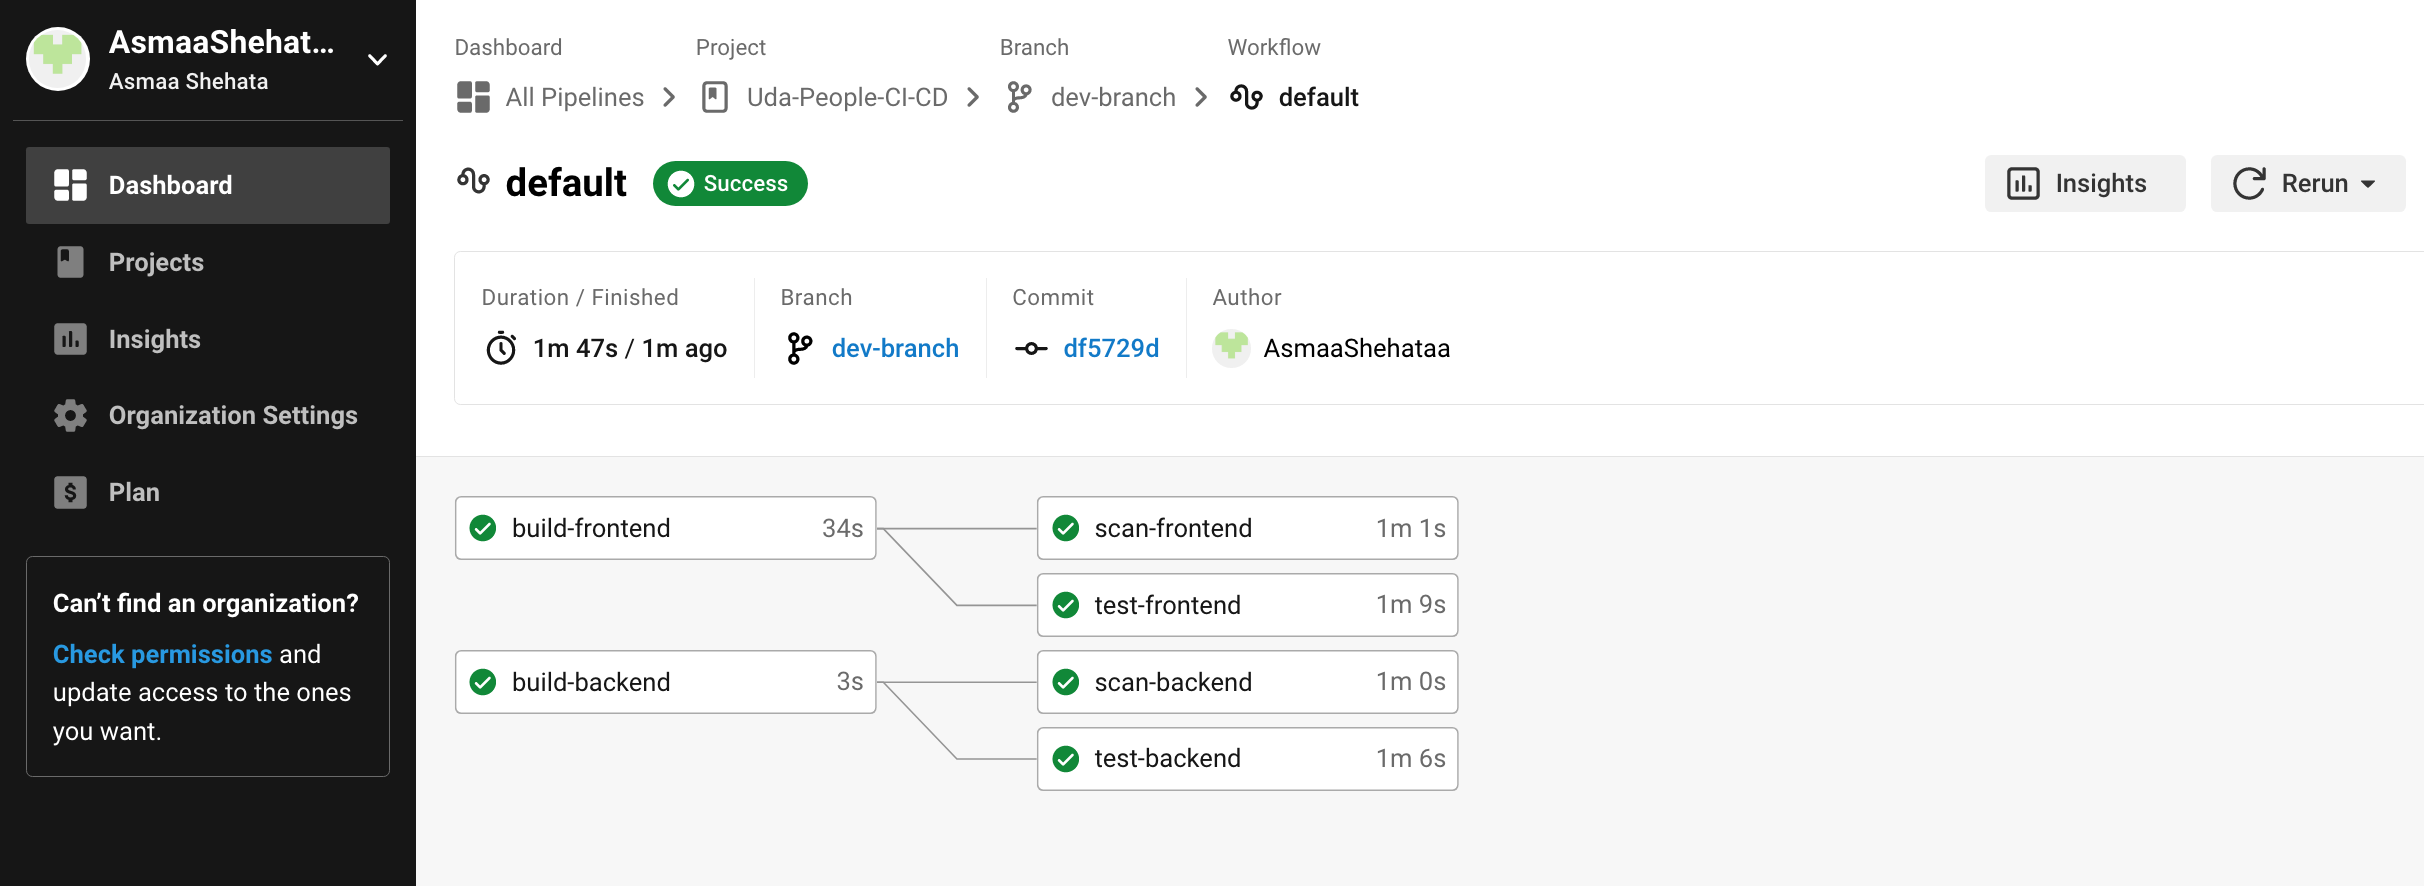 AsmaaShehat...
Asmaa Shehata
Dashboard
Projects
Insights
Organization Settings
Plan
Can’t find an organization?
Check permissions and
update access to the ones
you want.
Dashboard Project Branch Workflow
All Pipelines Uda-People-CI-CD dev-branch default
default Success Insights Rerun
Duration / Finished Branch Commit Author
1m 47s / 1m ago dev-branch df5729d AsmaaShehataa
build-frontend 34s scan-frontend 1m 1s
test-frontend 1m 9s
build-backend 3s scan-backend 1m 0s
test-backend 1m 6s